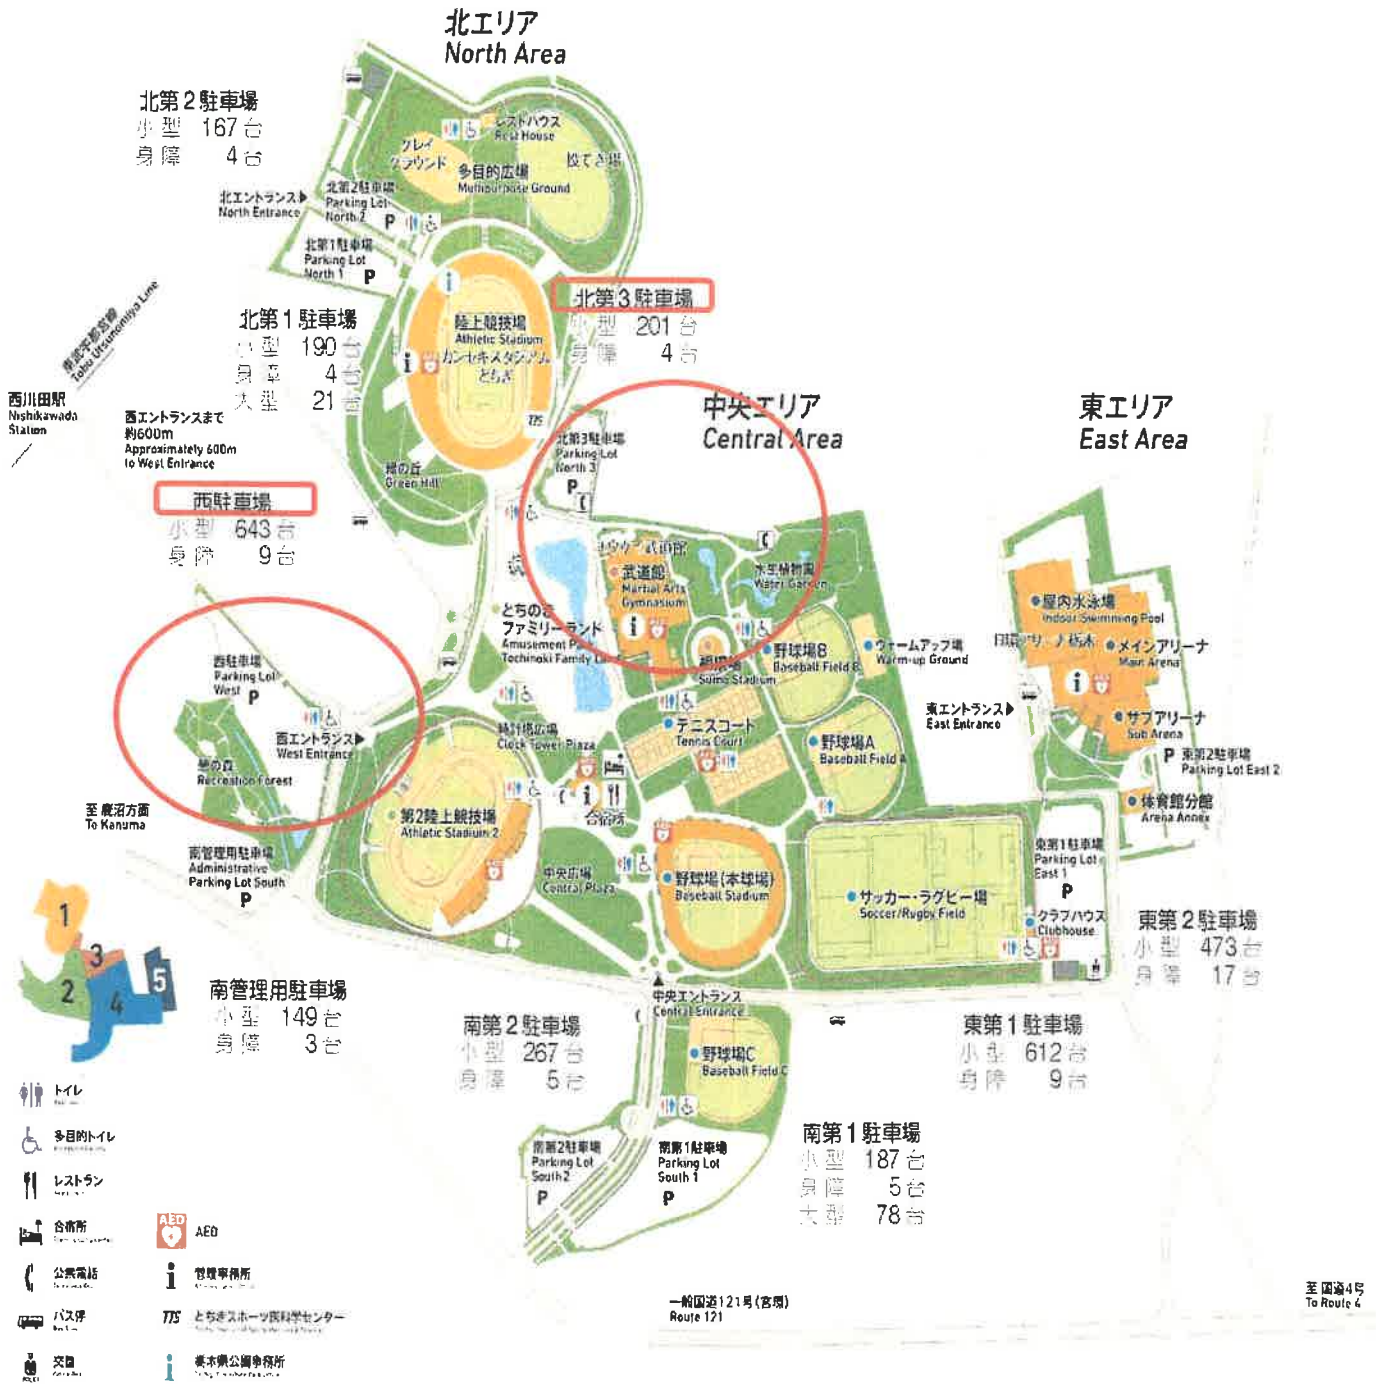 北エリア
North Area
北第2駐車場
小型 167台
身障 4台
レストハウス
Rest House
クレイ
グラウンド
投てき場
多目的広場
Multipurpose Ground
北エントランス▶
North Entrance
北第2駐車場
Parking Lot
North 2
P
北第1駐車場
Parking Lot
North 1
P
東武宇都宮線
Tobu Utsunomiya Line
北第1駐車場
小型 190台
身障 4台
大型 21台
陸上競技場
Athletic Stadium
カンセキスタジアム
とちぎ
TTS
北第3駐車場
小型 201台
身障 4台
西川田駅
Nishikawada
Station
西エントランスまで
約600m
Approximately 600m
to West Entrance
中央エリア
Central Area
東エリア
East Area
北第3駐車場
Parking Lot
North 3
P
緑の丘
Green Hill
西駐車場
小型 643台
身障 9台
武道館
Martial Arts
Gymnasium
水生植物園
Water Garden
とちのき
ファミリーランド
Amusement Park
Tochinoki Family Land
相撲場
Sumo Stadium
野球場B
Baseball Field B
ウォームアップ場
Warm-up Ground
屋内水泳場
Indoor Swimming Pool
日環アリーナ栃木
メインアリーナ
Main Arena
サブアリーナ
Sub Arena
東エントランス▶
East Entrance
P 東第2駐車場
Parking Lot East 2
体育館分館
Arena Annex
西駐車場
Parking Lot
West P
西エントランス▶
West Entrance
憩の森
Recreation Forest
時計塔広場
Clock Tower Plaza
テニスコート
Tennis Court
野球場A
Baseball Field A
至 鹿沼方面
To Kanuma
第2陸上競技場
Athletic Stadium 2
合宿所
南管理用駐車場
Administrative
Parking Lot South
P
中央広場
Central Plaza
野球場(本球場)
Baseball Stadium
サッカー・ラグビー場
Soccer/Rugby Field
東第1駐車場
Parking Lot
East 1
P
クラブハウス
Clubhouse
東第2駐車場
小型 473台
身障 17台
1
2
3
4
5
南管理用駐車場
小型 149台
身障 3台
中央エントランス
Central Entrance
南第2駐車場
小型 267台
身障 5台
野球場C
Baseball Field C
東第1駐車場
小型 612台
身障 9台
南第2駐車場
Parking Lot
South 2
P
南第1駐車場
Parking Lot
South 1
P
南第1駐車場
小型 187台
身障 5台
大型 78台
トイレ
多目的トイレ
レストラン
合宿所
公衆電話
バス停
交番
AED
AED
管理事務所
TTS とちぎスポーツ医科学センター
栃木県公園事務所
一般国道121号(宮環)
Route 121
至 国道4号
To Route 4